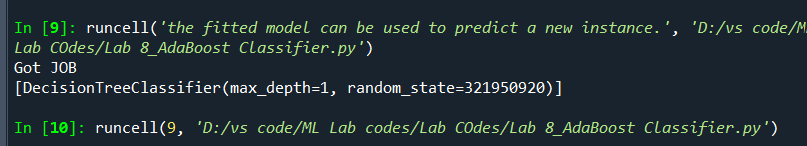 In [9]: runcell('the fitted model can be used to predict a new instance.', 'D:/vs code/ML
Lab COdes/Lab 8_AdaBoost Classifier.py')
Got JOB
[DecisionTreeClassifier(max_depth=1, random_state=321950920)]
In [10]: runcell(9, 'D:/vs code/ML Lab codes/Lab COdes/Lab 8_AdaBoost Classifier.py')